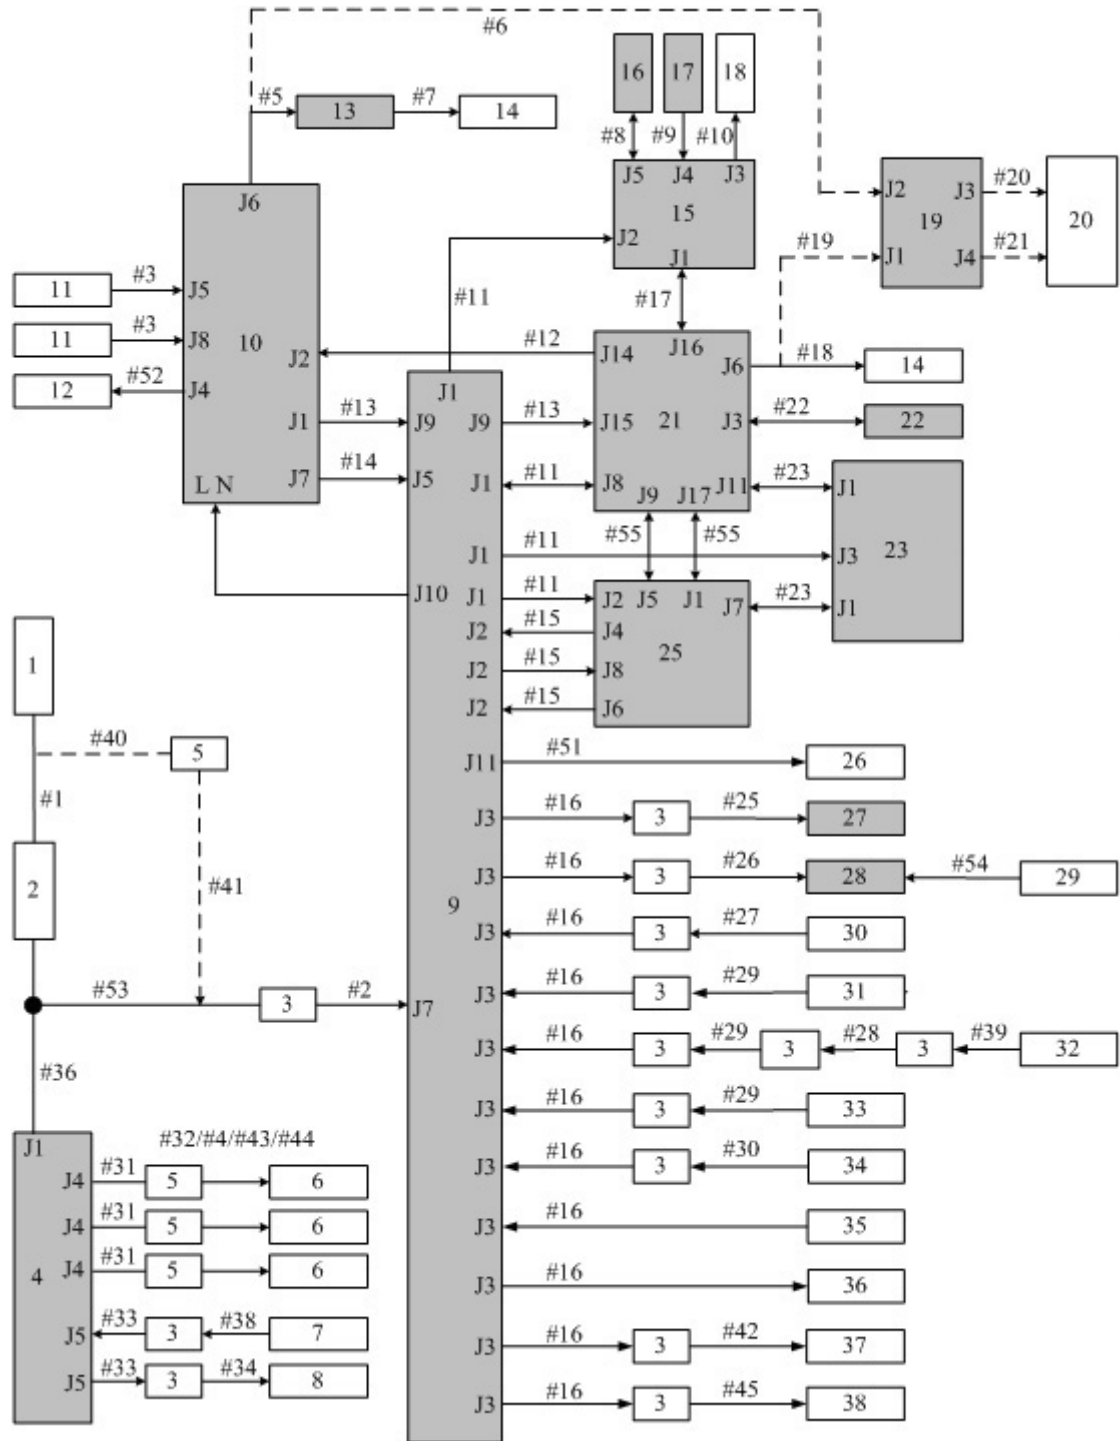 #6
16 17 18
#5 13 #7 14
#8 #9 #10
J5 J4 J3
15
J2
J1
J6
J2 J3 #20
19 20
#19 J1 J4 #21
11 #3 J5
#11 #17
11 #3 J8 10
#12 J14 J16
J2 J6 #18 14
12 #52 J4
J1
J1 #13 J9 J9 #13 J15 21 J3 #22 22
L N J7 #14 J5 J1 #11 J8 J9 J17 J11 #23 J1
#55 #55
J1 #11 J3 23
J10 J1 #11 J2 J5 J1 J7 #23 J1
J2 #15 J4
25
J2 #15 J8
J2 #15 J6
1
#40 5
J11 #51 26
#1
J3 #16 3 #25 27
2 #41
J3 #16 3 #26 28 #54 29
9
J3 #16 3 #27 30
J3 #16 3 #29 31
#53 3 #2 J7
J3 #16 3 #29 3 #28 3 #39 32
#36
J3 #16 3 #29 33
J1 #32/#4/#43/#44
J3 #16 3 #30 34
J4 #31 5 6
J4 #31 5 6
J3 #16 35
J4 #31 5 6
4
J3 #16 36
J5 #33 3 #38 7
J3 #16 3 #42 37
J5 #33 3 #34 8
J3 #16 3 #45 38